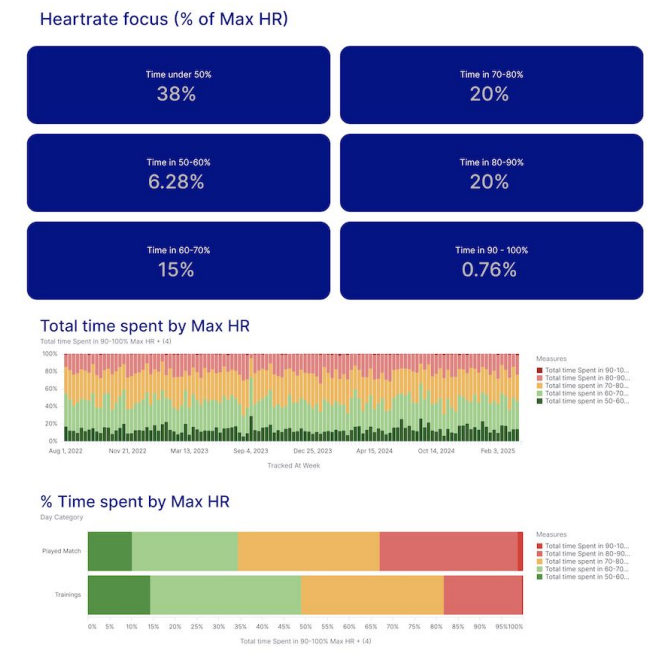 Heartrate focus (% of Max HR)
Time under 50%
38%
Time in 70-80%
20%
Time in 50-60%
6.28%
Time in 80-90%
20%
Time in 60-70%
15%
Time in 90 - 100%
0.76%
Total time spent by Max HR
Total time Spent in 90-100% Max HR + (4)
100%
80%
60%
40%
20%
0%
Aug 1, 2022
Nov 21, 2022
Mar 13, 2023
Sep 4, 2023
Dec 25, 2023
Apr 15, 2024
Oct 14, 2024
Feb 3, 2025
Tracked At Week
Measures
Total time Spent in 90-10...
Total time Spent in 80-90...
Total time spent in 70-80...
Total time spent in 60-70...
Total time spent in 50-60...
% Time spent by Max HR
Day Category
Played Match
Trainings
0% 5% 10% 15% 20% 25% 30% 35% 40% 45% 50% 55% 60% 65% 70% 75% 80% 85% 90% 95% 100%
Total time Spent in 90-100% Max HR + (4)
Measures
Total time Spent in 90-10...
Total time Spent in 80-90...
Total time spent in 70-80...
Total time spent in 60-70...
Total time spent in 50-60...